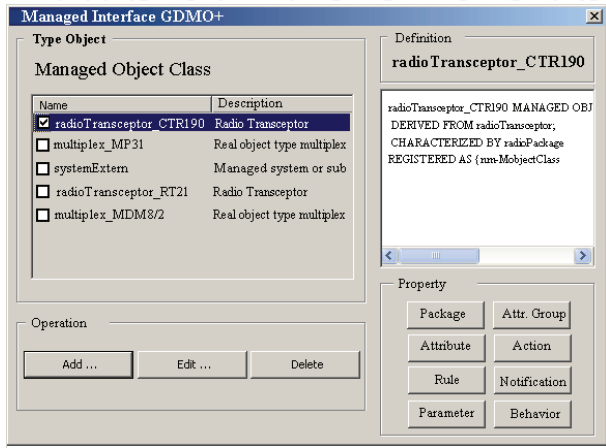 Managed Interface GDMO+
Type Object
Managed Object Class
Name Description
radioTransceptor_CTR190 Radio Transceptor
multiplex_MP31 Real object type multiplex
systemExtern Managed system or sub
radioTransceptor_RT21 Radio Transceptor
multiplex_MDM8/2 Real object type multiplex
Operation
Add ... Edit ... Delete
Definition
radioTransceptor_CTR190
radioTransceptor_CTR190 MANAGED OBJ
DERIVED FROM radioTransceptor;
CHARACTERIZED BY radioPackage
REGISTERED AS {nm-MobjectClass
Property
Package Attr. Group
Attribute Action
Rule Notification
Parameter Behavior